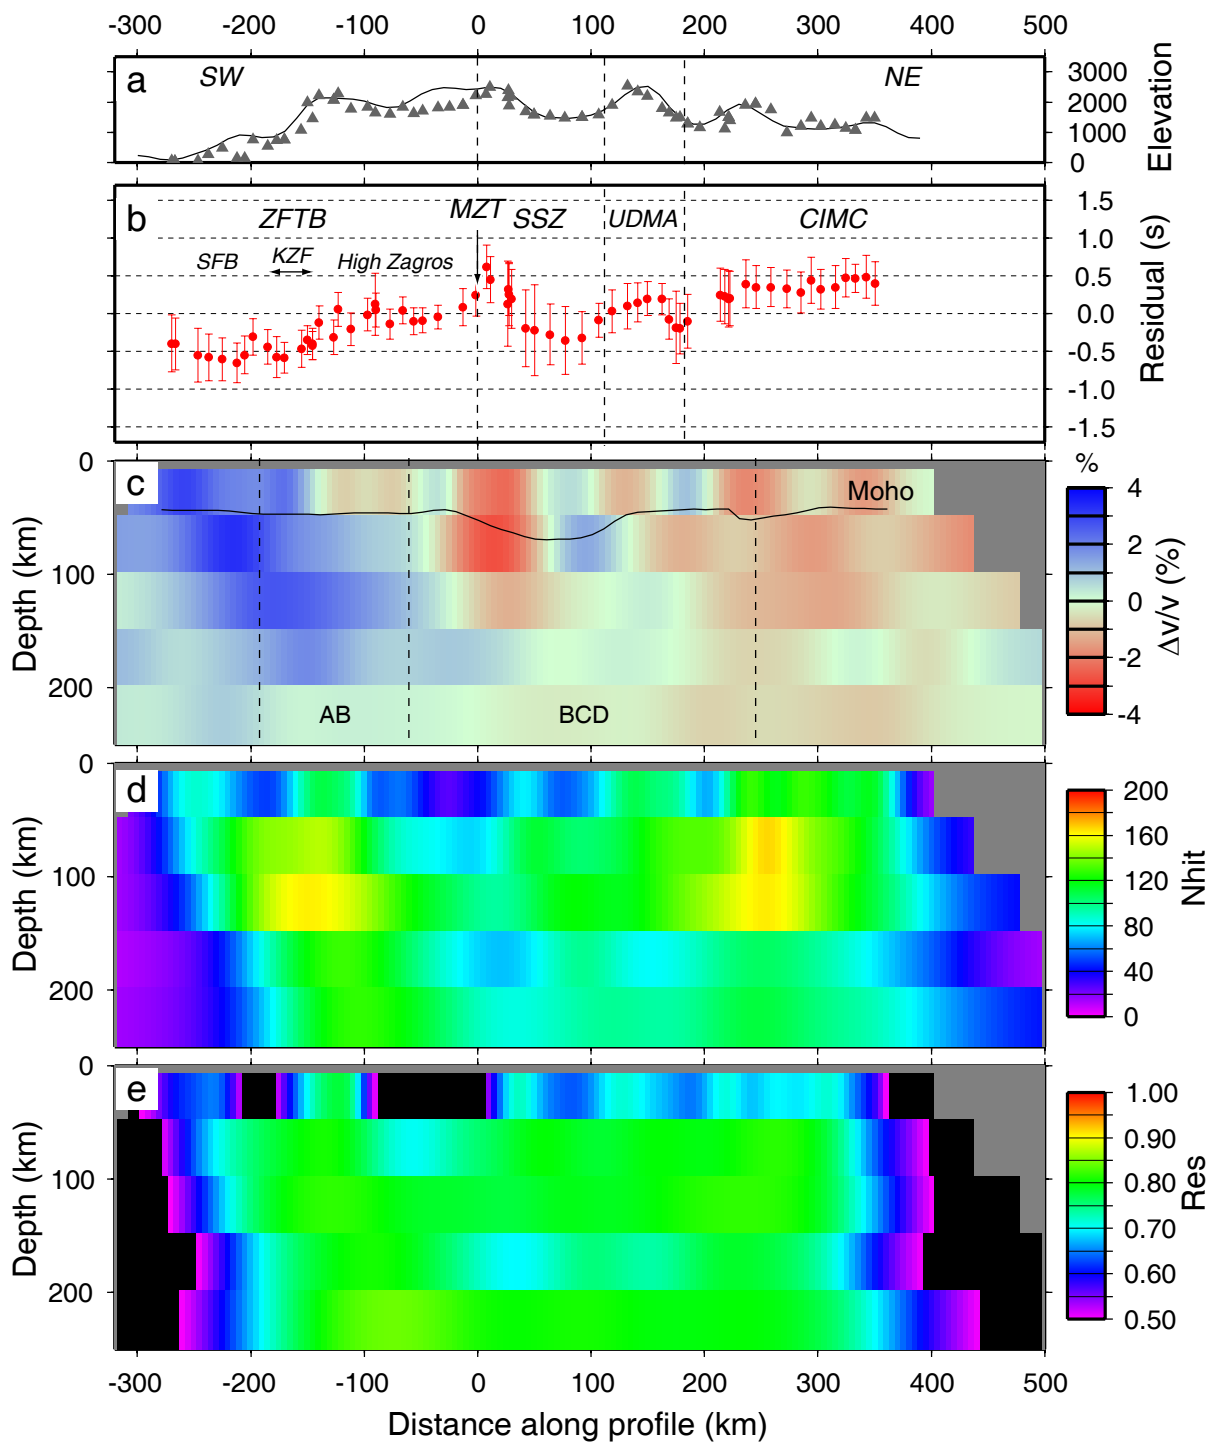 -300 -200 -100 0 100 200 300 400 500
a SW NE 3000
2000
1000
0
Elevation
b ZFTB MZT SSZ UDMA CIMC
SFB KZF High Zagros
1.5
1.0
0.5
0.0
-0.5
-1.0
-1.5
Residual (s)
c Moho
0
100
200
Depth (km)
AB BCD
%
4
2
0
-2
-4
Δv/v (%)
d
0
100
200
Depth (km)
200
160
120
80
40
0
Nhit
e
0
100
200
Depth (km)
1.00
0.90
0.80
0.70
0.60
0.50
Res
-300 -200 -100 0 100 200 300 400 500
Distance along profile (km)